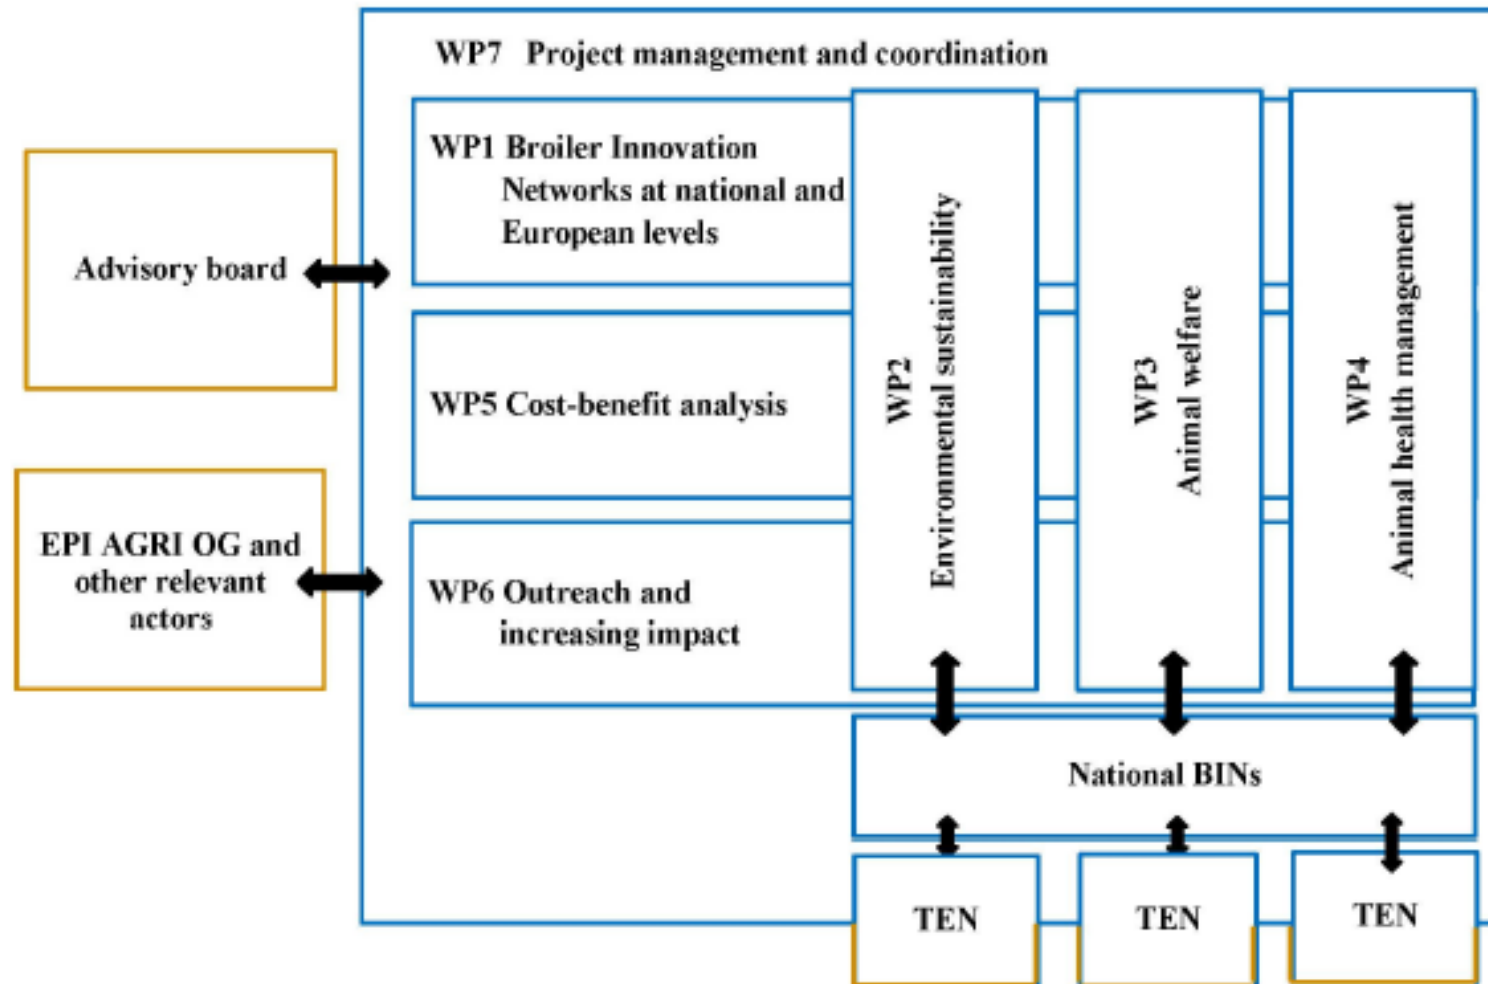 WP7 Project management and coordination
WP1 Broiler Innovation
Networks at national and
European levels
Advisory board
WP5 Cost-benefit analysis
EPI AGRI OG and
other relevant
actors
WP6 Outreach and
increasing impact
WP2
Environmental sustainability
WP3
Animal welfare
WP4
Animal health management
National BINs
TEN
TEN
TEN